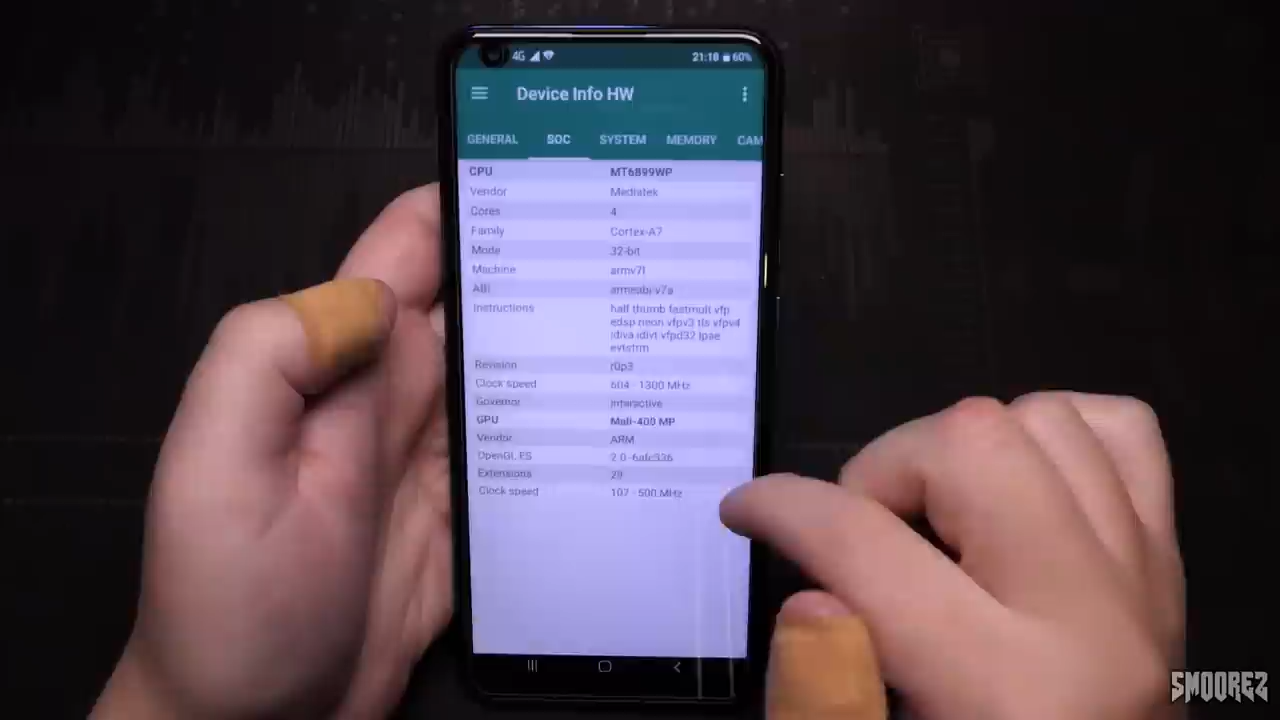 4G 21:18 60%
Device Info HW
GENERAL SOC SYSTEM MEMORY CAM
CPU MT6899WP
Vendor Mediatek
Cores 4
Family Cortex-A7
Mode 32-bit
Machine armv7l
ABI armeabi-v7a
Instructions half thumb fastmult vfp
edsp neon vfpv3 tls vfpv4
idiva idivt vfpd32 lpae
evtstrm
Revision r0p3
Clock speed 604 - 1300 MHz
Governor interactive
GPU Mali-400 MP
Vendor ARM
OpenGL ES 2.0
Extensions 29
Clock speed 107 - 500 MHz
SMOOREZ